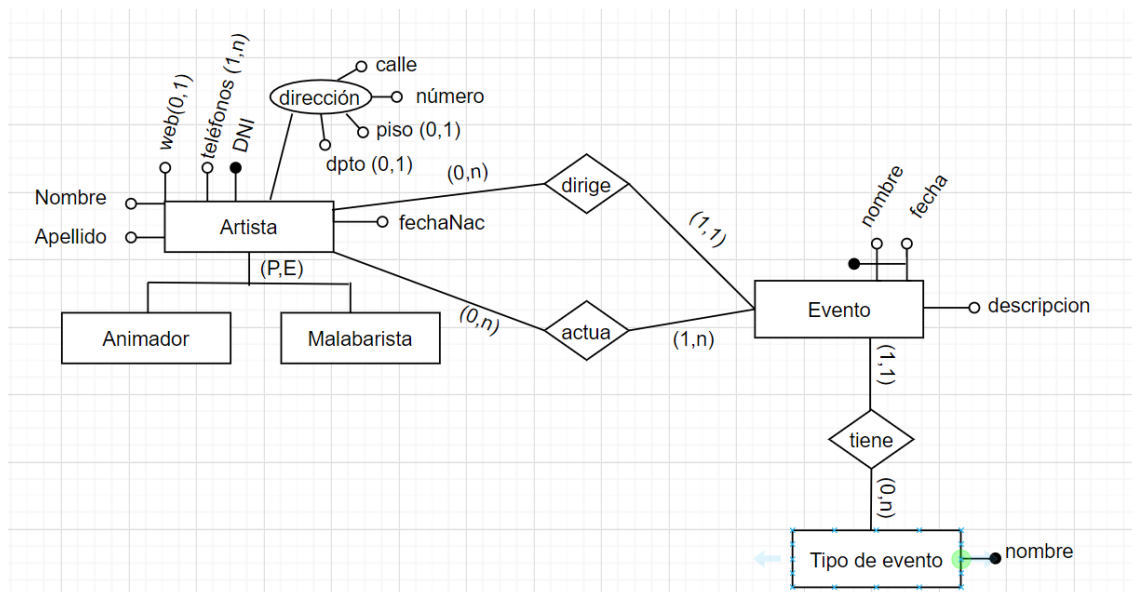 calle
web(0,1)
teléfonos (1,n)
dirección
número
DNI
piso (0,1)
dpto (0,1)
(0,n)
dirige
Nombre
Apellido
Artista
fechaNac
nombre
fecha
(1,1)
(P,E)
Evento
descripcion
(0,n)
actua
(1,n)
Animador
Malabarista
(1,1)
tiene
(0,n)
Tipo de evento
nombre